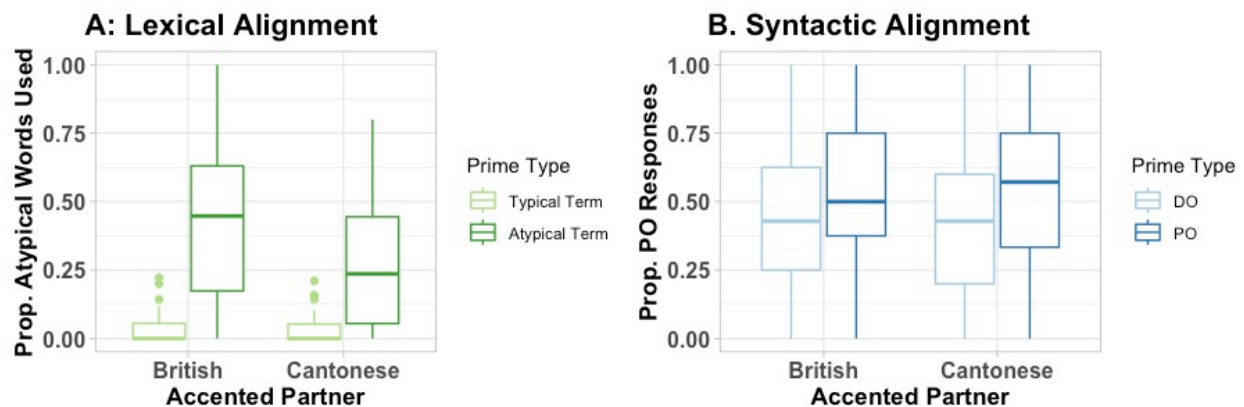 A: Lexical Alignment
Prop. Atypical Words Used
1.00
0.75
0.50
0.25
0.00
British Cantonese
Accented Partner
Prime Type
Typical Term
Atypical Term
B. Syntactic Alignment
Prop. PO Responses
1.00
0.75
0.50
0.25
0.00
British Cantonese
Accented Partner
Prime Type
DO
PO